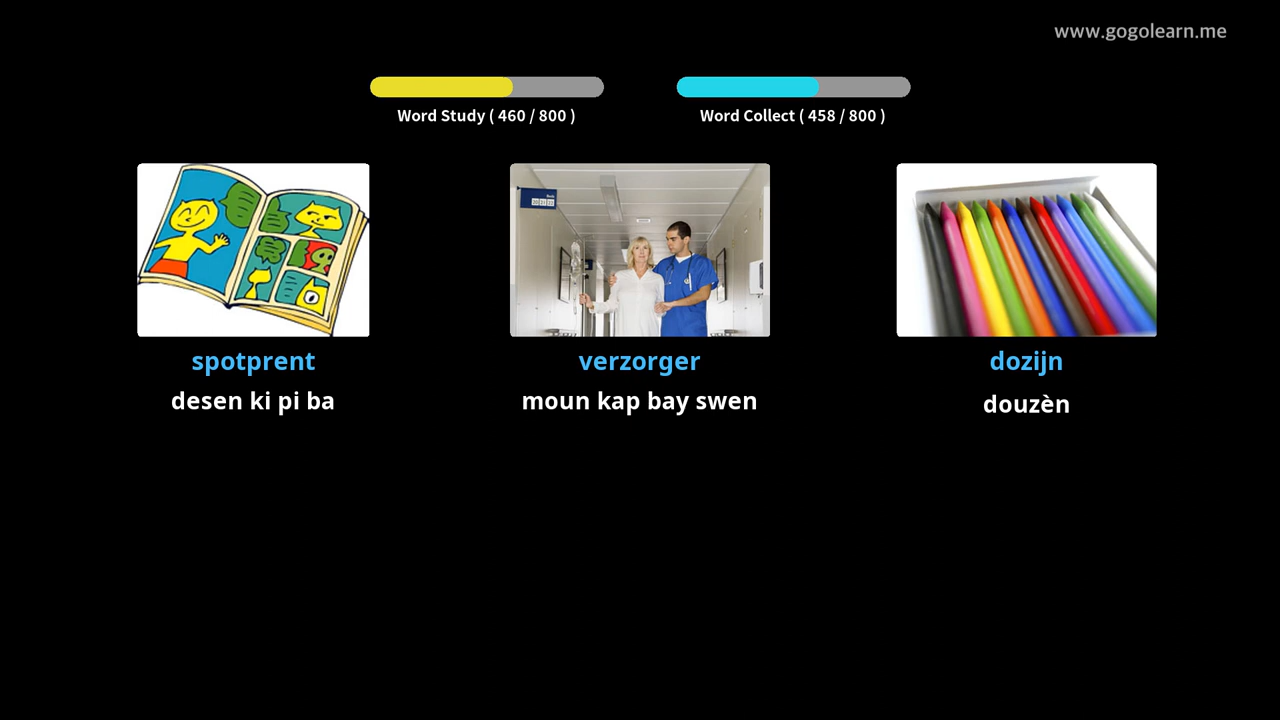 www.gogolearn.me
Word Study ( 460 / 800 )
Word Collect ( 458 / 800 )
spotprent
verzorger
dozijn
desen ki pi ba
moun kap bay swen
douzèn